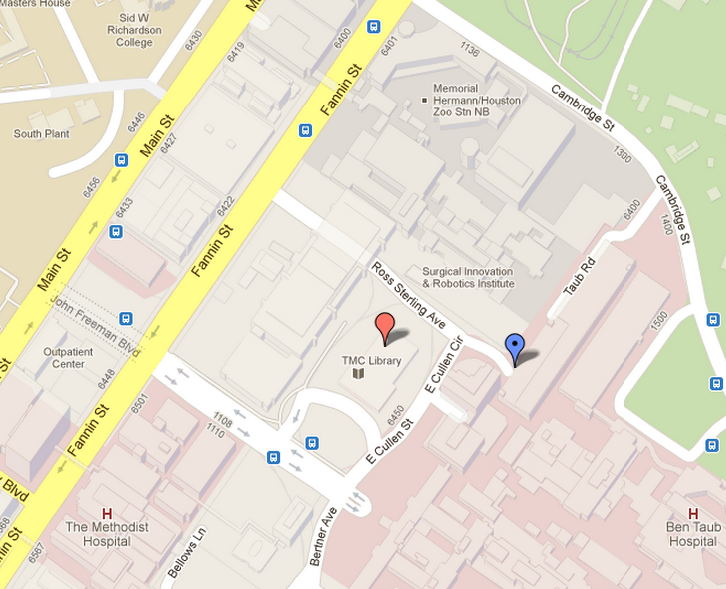 Masters House
Sid W
Richardson
College
6430
6419
6400
6401
1136
Fannin St
Memorial
Hermann/Houston
Zoo Stn NB
Cambridge St
1300
South Plant
6446
Main St
6427
6456
6433
6422
Cambridge St
6400
1400
Fannin St
Main St
Taub Rd
Ross Sterling Ave
Surgical Innovation
& Robotics Institute
John Freeman Blvd
1500
Outpatient
Center
TMC Library
E Cullen Cir
6448
6501
Fannin St
1108
1110
6450
E Cullen St
Blvd
H
The Methodist
Hospital
Bellows Ln
Bertner Ave
H
Ben Taub
Hospital
6567